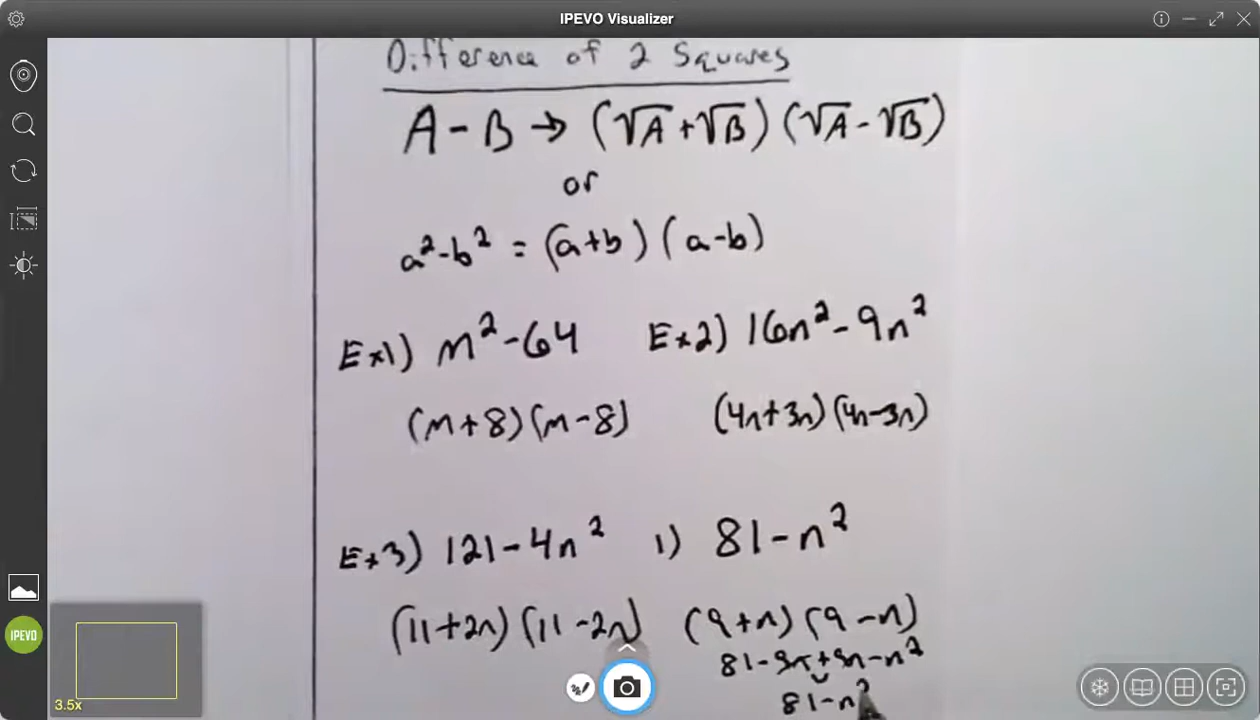 IPEVO Visualizer
Difference of 2 Squares
A - B → (√A + √B) (√A - √B)
or
a² - b² = (a+b) (a-b)
Ex1) m² - 64 Ex2) 16n² - 9n²
(m+8)(m-8) (4n+3n)(4n-3n)
Ex3) 121 - 4n² 1) 81 - n²
(11+2n)(11-2n) (9+n)(9-n)
81-9n+9n-n²
81-n²
IPEVO
3.5x